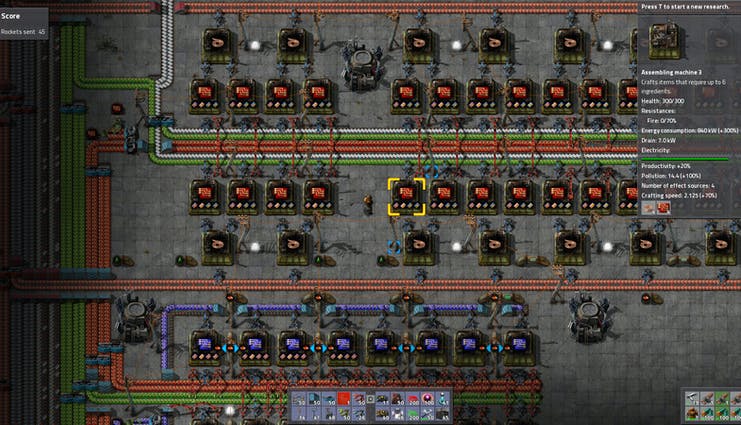 Score
Rockets sent 45
Press T to start a new research.
Assembling machine 3
Crafts items that require up to 6
ingredients.
Health: 300/300
Resistances:
Fire: 0/70%
Energy consumption: 840 kW (+300%)
Drain: 7.0 kW
Electricity:
Productivity: +20%
Pollution: 14.4 (+100%)
Number of effect sources: 4
Crafting speed: 2.125 (+70%)